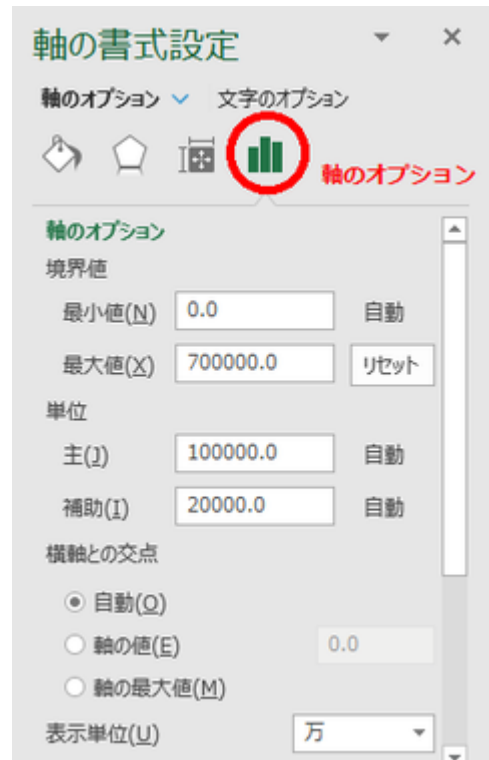 軸の書式設定
軸のオプション 文字のオプション
軸のオプション
軸のオプション
境界値
最小値(N) 0.0 自動
最大値(X) 700000.0 リセット
単位
主(J) 100000.0 自動
補助(I) 20000.0 自動
横軸との交点
自動(O)
軸の値(E) 0.0
軸の最大値(M)
表示単位(U) 万